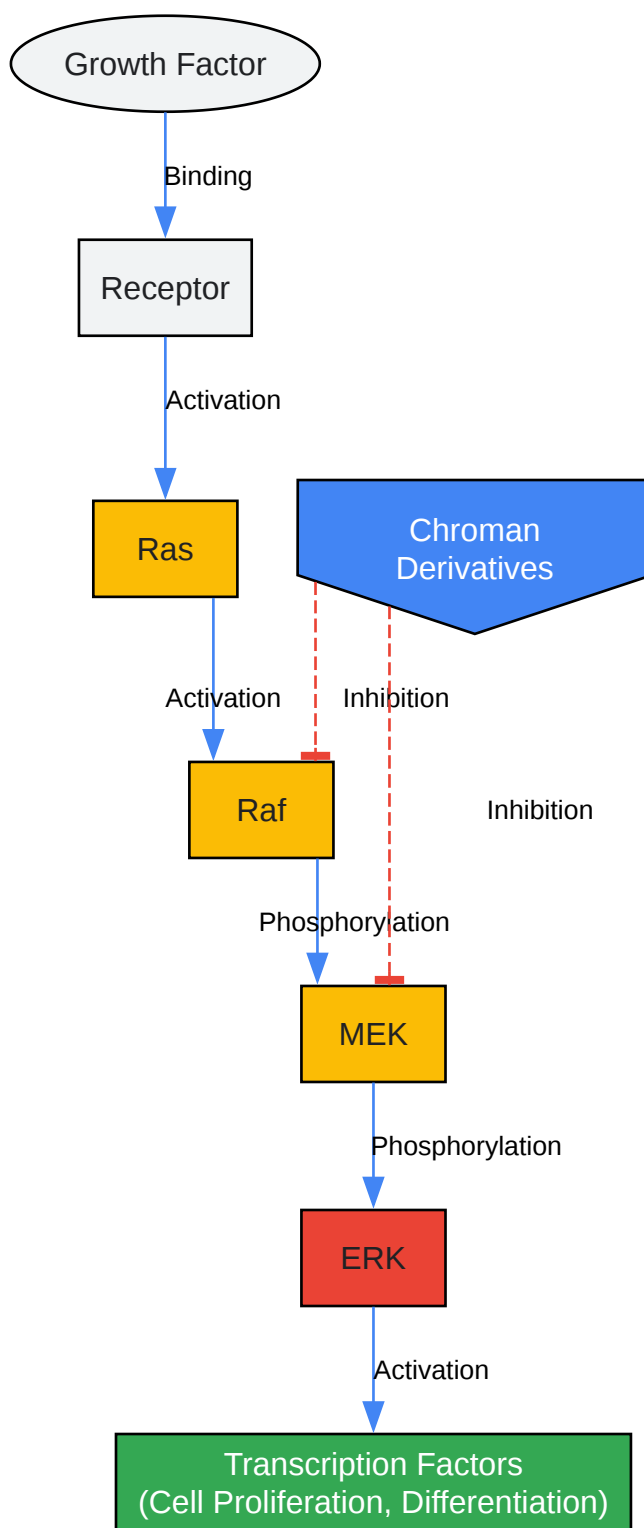 Growth Factor
Binding
Receptor
Activation
Ras
Chroman
Derivatives
Activation
Inhibition
Raf
Inhibition
Phosphorylation
MEK
Phosphorylation
ERK
Activation
Transcription Factors
(Cell Proliferation, Differentiation)